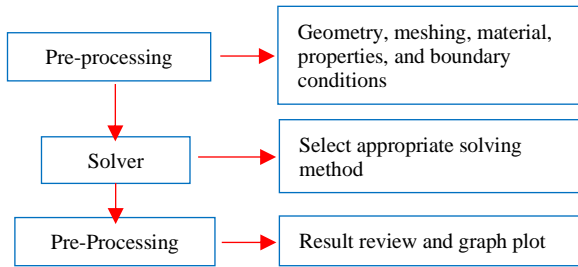 Pre-processing
Geometry, meshing, material,
properties, and boundary
conditions
Solver
Select appropriate solving
method
Pre-Processing
Result review and graph plot